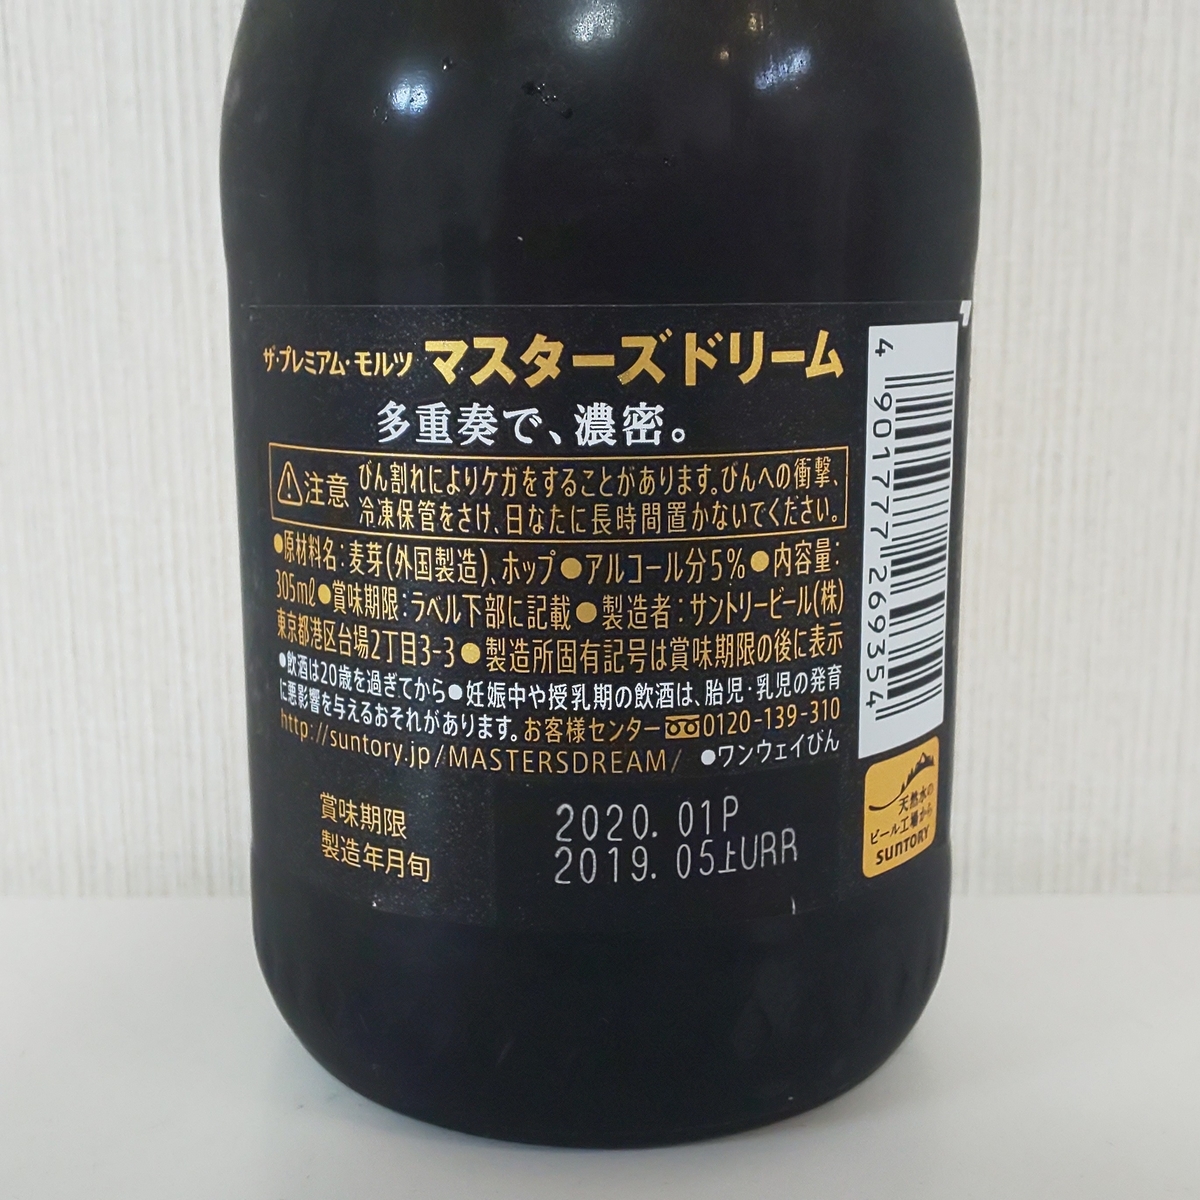 ザ・プレミアム・モルツ マスターズドリーム
多重奏で、濃密。
注意 びん割れによりケガをすることがあります。びんへの衝撃、
冷凍保管をさけ、日なたに長時間置かないでください。
●原材料名:麦芽(外国製造)、ホップ●アルコール分5%●内容量:
305ml●賞味期限:ラベル下部に記載●製造者:サントリービール(株)
東京都港区台場2丁目3-3●製造所固有記号は賞味期限の後に表示
●飲酒は20歳を過ぎてから●妊娠中や授乳期の飲酒は、胎児・乳児の発育
に悪影響を与えるおそれがあります。お客様センター 0120-139-310
http://suntory.jp/MASTERSDREAM/ ●ワンウェイびん
賞味期限 2020. 01P
製造年月旬 2019. 05上URR
4 901777 269354
天然水の
ビール工場から
SUNTORY